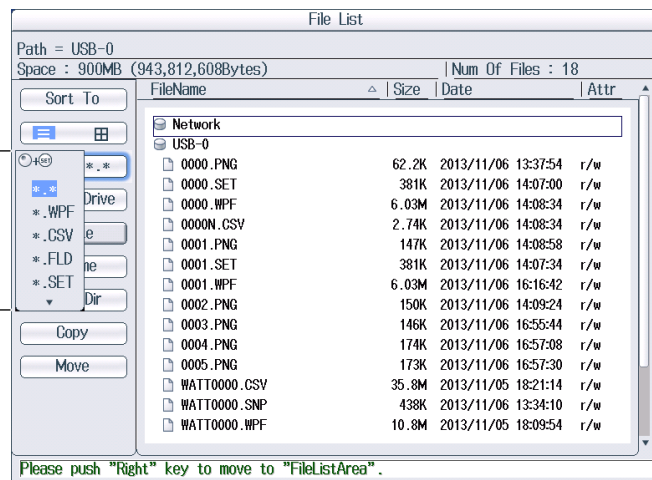 File List
Path = USB-0
Space : 900MB (943,812,608Bytes) Num Of Files : 18
Sort To
FileName Size Date Attr
Network
USB-0
SET
*.*
*.*
*.WPF
*.CSV
*.FLD
*.SET
Drive
e
me
Dir
Copy
Move
0000.PNG 62.2K 2013/11/06 13:37:54 r/w
0000.SET 381K 2013/11/06 14:07:00 r/w
0000.WPF 6.03M 2013/11/06 14:08:34 r/w
0000N.CSV 2.74K 2013/11/06 14:08:34 r/w
0001.PNG 147K 2013/11/06 14:08:58 r/w
0001.SET 381K 2013/11/06 14:07:34 r/w
0001.WPF 6.03M 2013/11/06 16:16:42 r/w
0002.PNG 150K 2013/11/06 14:09:24 r/w
0003.PNG 146K 2013/11/06 16:55:44 r/w
0004.PNG 174K 2013/11/06 16:57:08 r/w
0005.PNG 173K 2013/11/06 16:57:30 r/w
WATT0000.CSV 35.8M 2013/11/05 18:21:14 r/w
WATT0000.SNP 438K 2013/11/06 13:34:10 r/w
WATT0000.WPF 10.8M 2013/11/05 18:09:54 r/w
Please push "Right" key to move to "FileListArea".